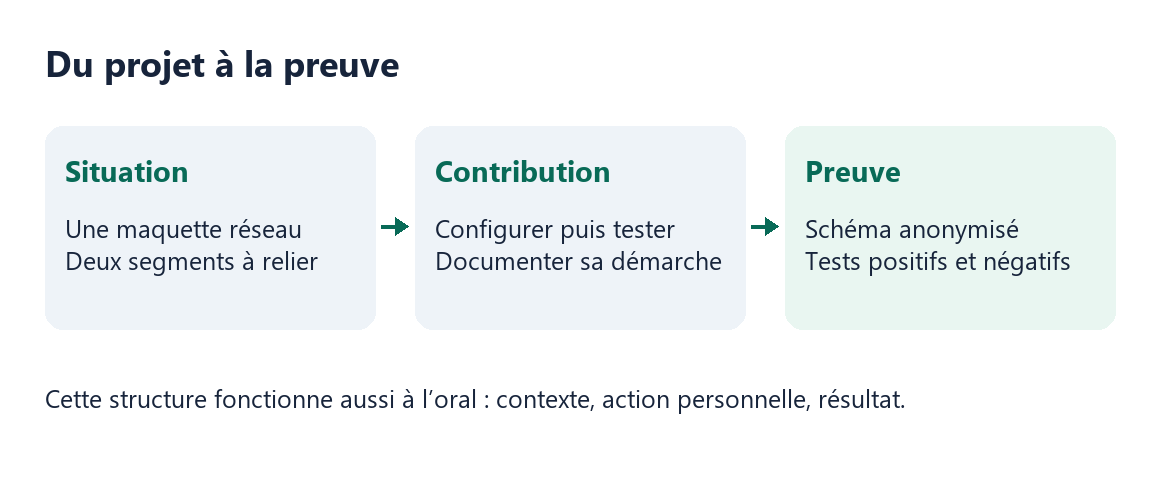 Du projet à la preuve
Situation
Une maquette réseau
Deux segments à relier
Contribution
Configurer puis tester
Documenter sa démarche
Preuve
Schéma anonymisé
Tests positifs et négatifs
Cette structure fonctionne aussi à l’oral : contexte, action personnelle, résultat.